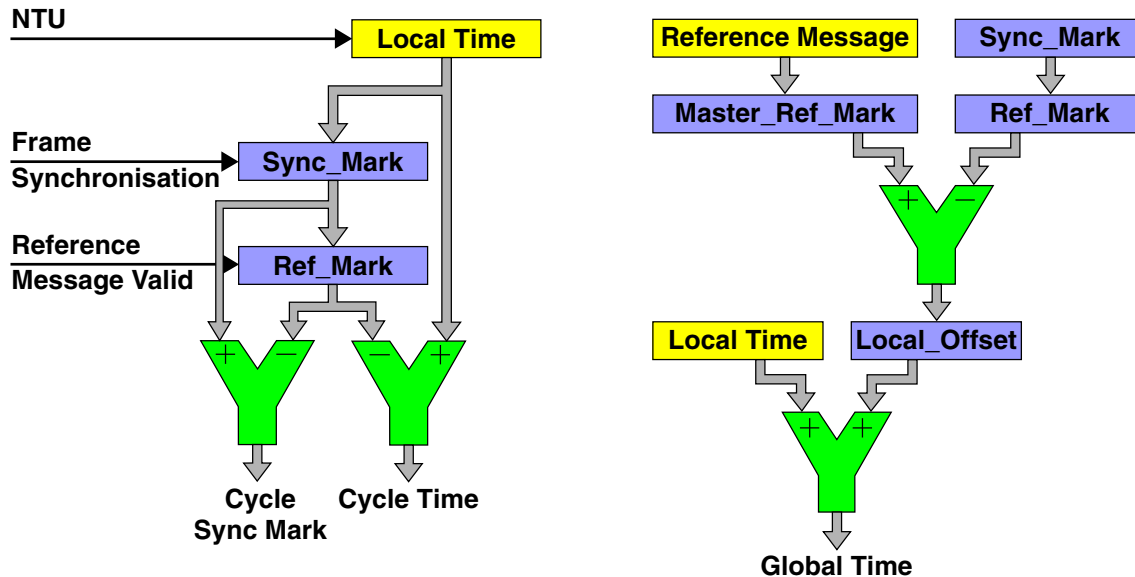 NTU
Local Time
Frame
Synchronisation
Sync_Mark
Reference
Message Valid
Ref_Mark
+ − − +
Cycle
Sync Mark
Cycle Time
Reference Message
Sync_Mark
Master_Ref_Mark
Ref_Mark
+ −
Local Time
Local_Offset
+ +
Global Time